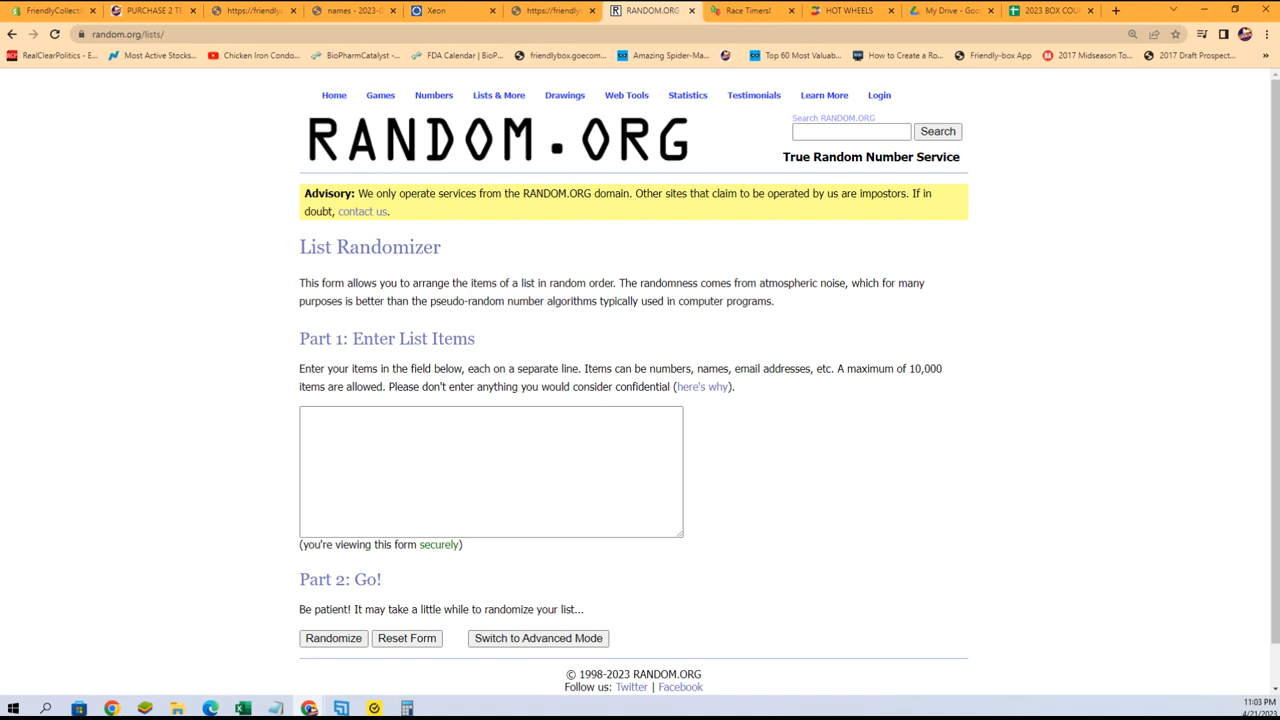 FriendlyCollecti
PURCHASE 2 TE
https://friendly
names - 2023-0
Xeon
https://friendly
RANDOM.ORG
Race Timers!
HOT WHEELS
My Drive - Goo
2023 BOX COU
random.org/lists/
RealClearPolitics - E...
Most Active Stocks...
Chicken Iron Condo...
BioPharmCatalyst -...
FDA Calendar | BioP...
friendlybox.goecom...
Amazing Spider-Ma...
Top 60 Most Valuab...
How to Create a Ro...
Friendly-box App
2017 Midseason To...
2017 Draft Prospect...
Home Games Numbers Lists & More Drawings Web Tools Statistics Testimonials Learn More Login
RANDOM.ORG
Search RANDOM.ORG
Search
True Random Number Service
Advisory: We only operate services from the RANDOM.ORG domain. Other sites that claim to be operated by us are impostors. If in
doubt, contact us.
List Randomizer
This form allows you to arrange the items of a list in random order. The randomness comes from atmospheric noise, which for many
purposes is better than the pseudo-random number algorithms typically used in computer programs.
Part 1: Enter List Items
Enter your items in the field below, each on a separate line. Items can be numbers, names, email addresses, etc. A maximum of 10,000
items are allowed. Please don't enter anything you would consider confidential (here's why).
(you're viewing this form securely)
Part 2: Go!
Be patient! It may take a little while to randomize your list...
Randomize Reset Form Switch to Advanced Mode
© 1998-2023 RANDOM.ORG
Follow us: Twitter | Facebook
11:03 PM
4/21/2023